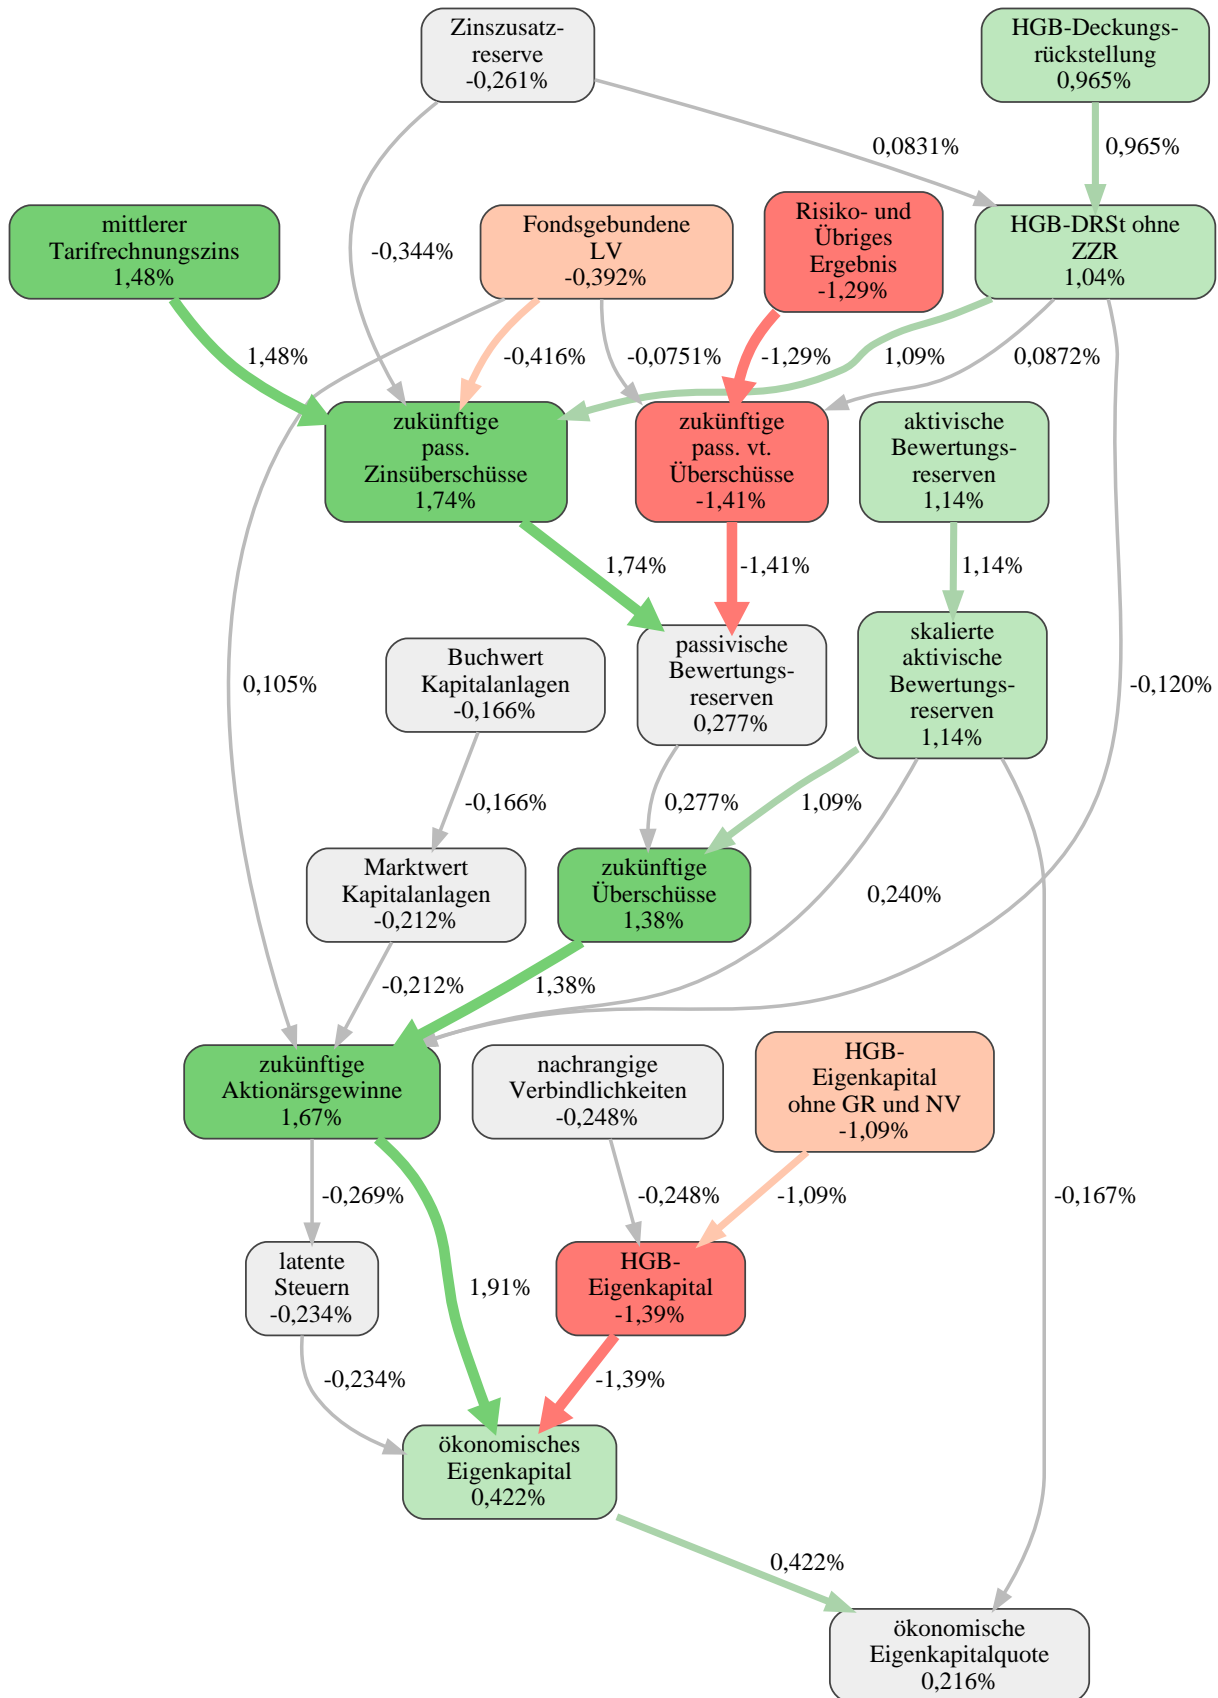 Zinszusatz-
reserve
-0,261%
HGB-Deckungs-
rückstellung
0,965%
0,0831%
0,965%
mittlerer
Tarifrechnungszins
1,48%
-0,344%
Fondsgebundene
LV
-0,392%
Risiko- und
Übriges
Ergebnis
-1,29%
HGB-DRSt ohne
ZZR
1,04%
1,48%
-0,416%
-0,0751%
-1,29%
1,09%
0,0872%
zukünftige
pass.
Zinsüberschüsse
1,74%
zukünftige
pass. vt.
Überschüsse
-1,41%
aktivische
Bewertungs-
reserven
1,14%
1,74%
-1,41%
1,14%
0,105%
Buchwert
Kapitalanlagen
-0,166%
passivische
Bewertungs-
reserven
0,277%
skalierte
aktivische
Bewertungs-
reserven
1,14%
-0,120%
-0,166%
0,277%
1,09%
Marktwert
Kapitalanlagen
-0,212%
zukünftige
Überschüsse
1,38%
0,240%
-0,212%
1,38%
zukünftige
Aktionärsgewinne
1,67%
nachrangige
Verbindlichkeiten
-0,248%
HGB-
Eigenkapital
ohne GR und NV
-1,09%
-0,269%
-0,248%
-1,09%
-0,167%
latente
Steuern
-0,234%
1,91%
HGB-
Eigenkapital
-1,39%
-0,234%
-1,39%
ökonomisches
Eigenkapital
0,422%
0,422%
ökonomische
Eigenkapitalquote
0,216%